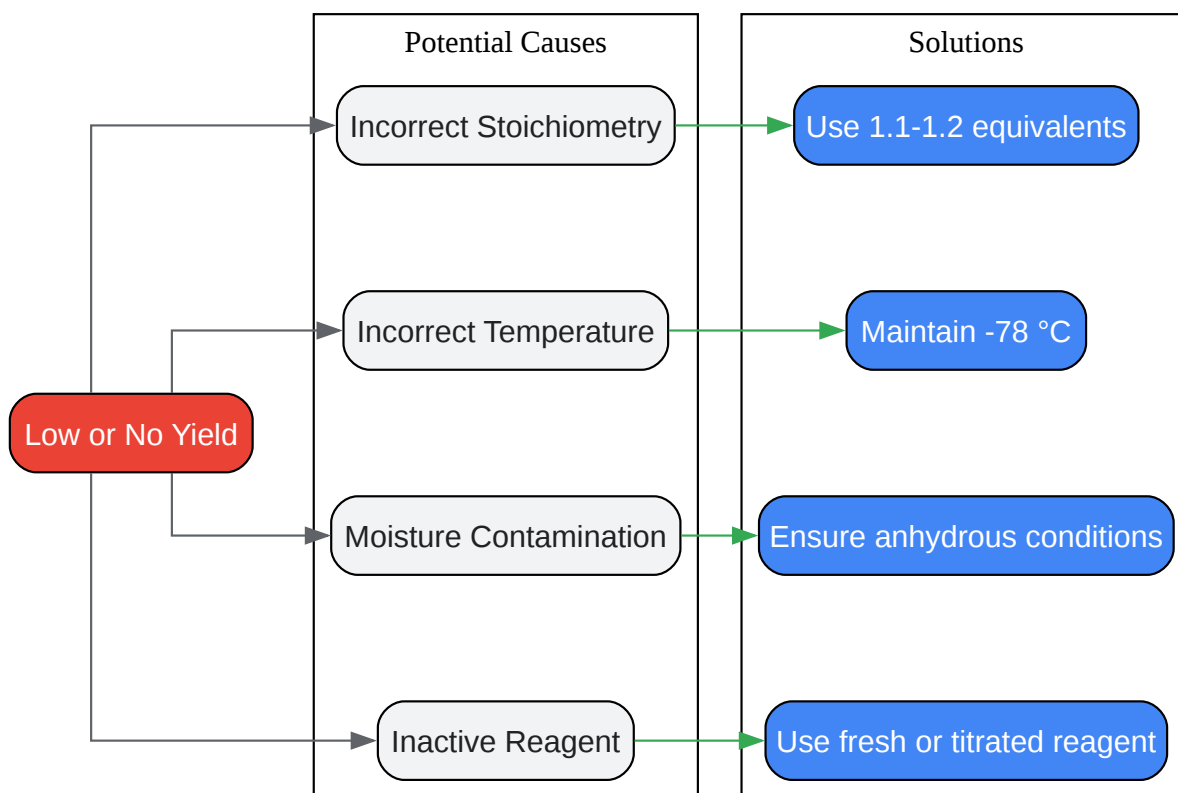 Potential Causes
Solutions
Incorrect Stoichiometry
Use 1.1-1.2 equivalents
Incorrect Temperature
Maintain -78 °C
Low or No Yield
Moisture Contamination
Ensure anhydrous conditions
Inactive Reagent
Use fresh or titrated reagent